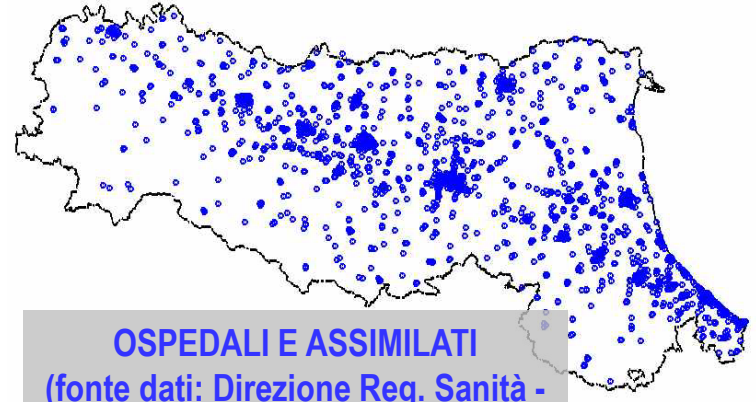 OSPEDALI E ASSIMILATI
(fonte dati: Direzione Reg. Sanità -